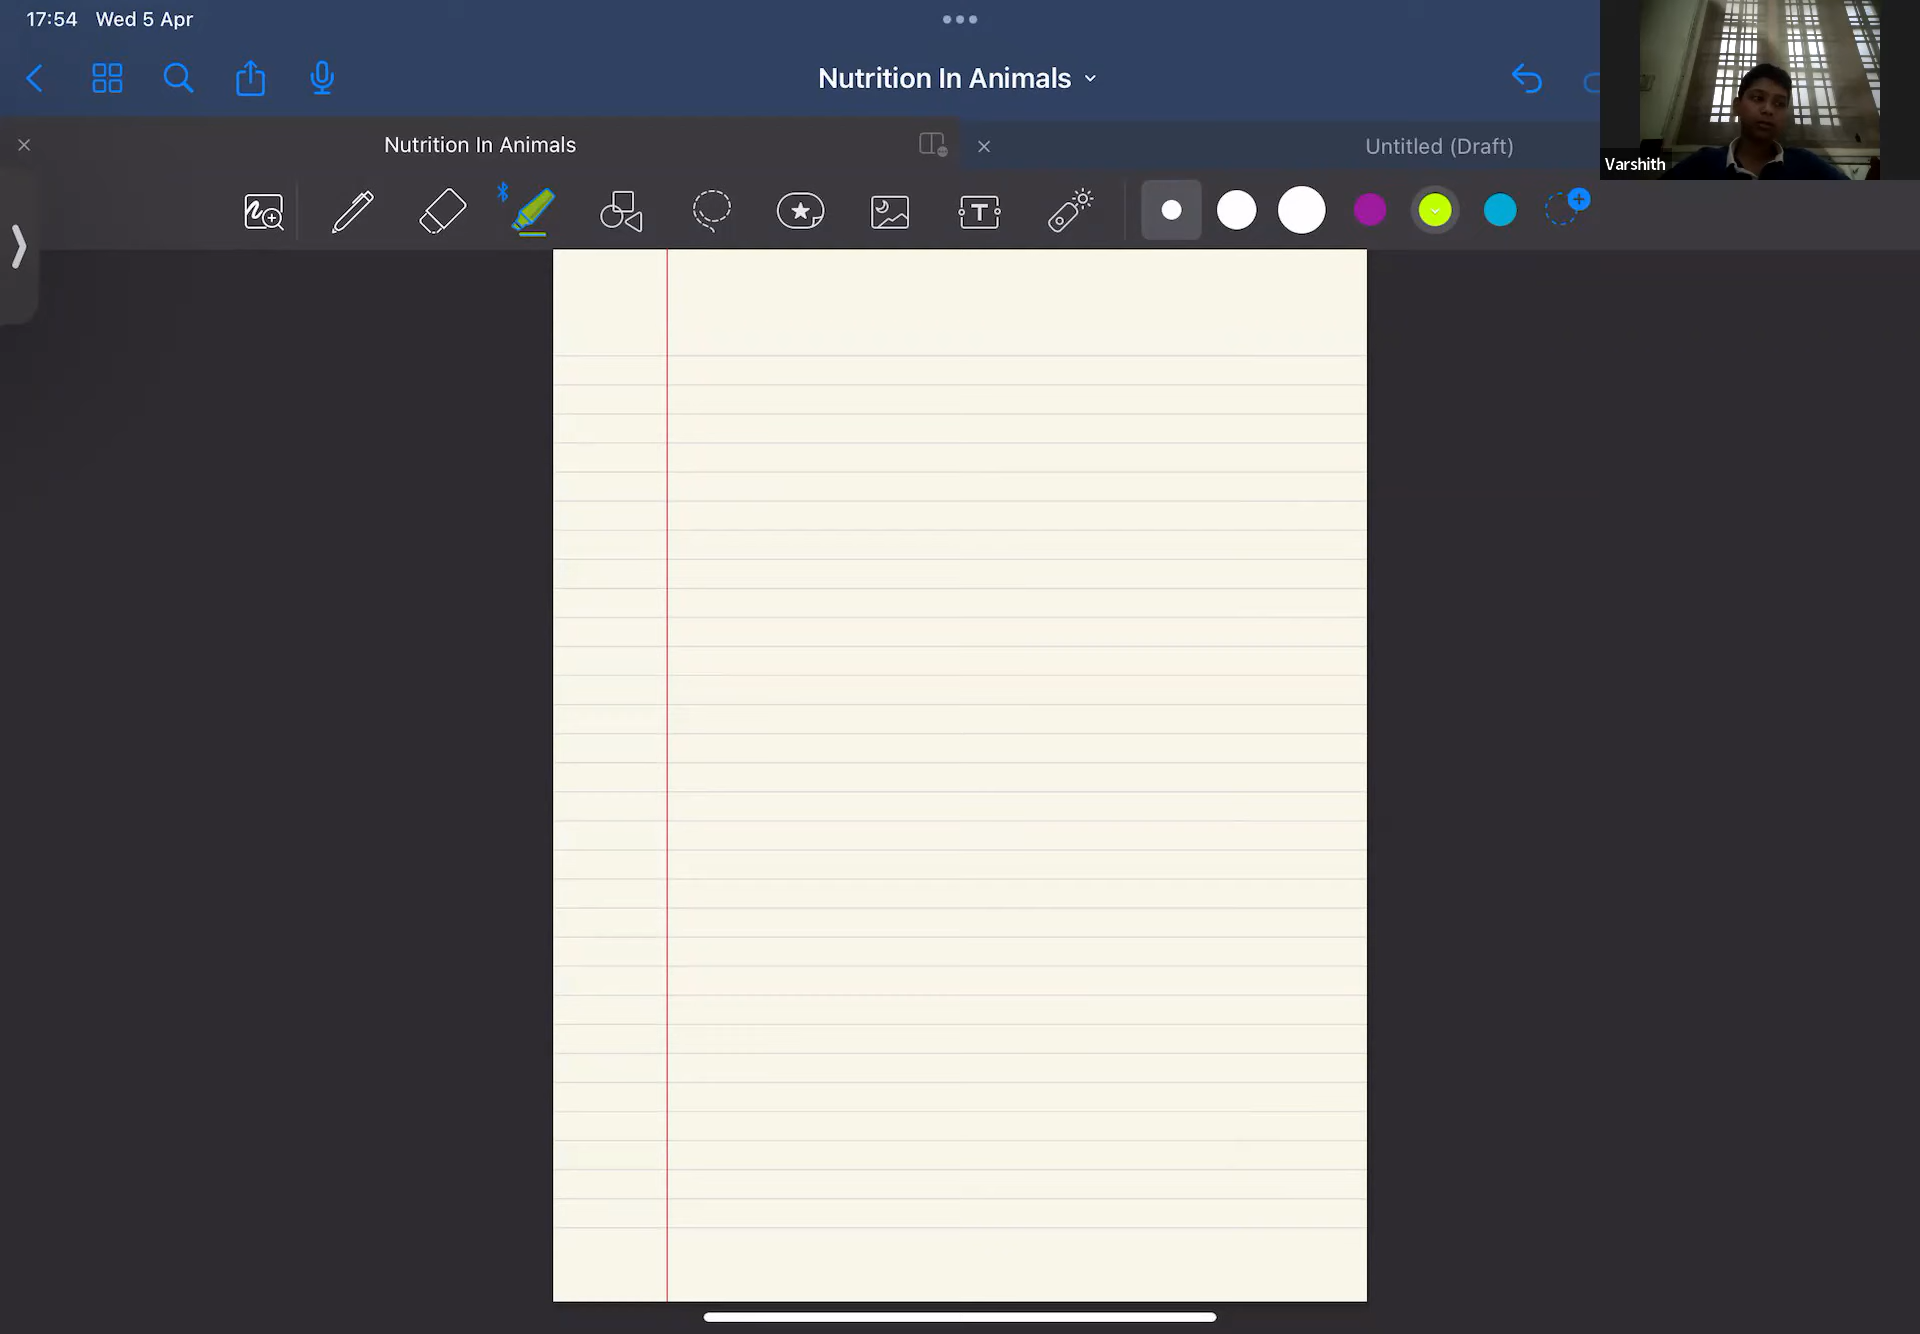 17:54 Wed 5 Apr
Nutrition In Animals
Nutrition In Animals
Untitled (Draft)
Varshith
T